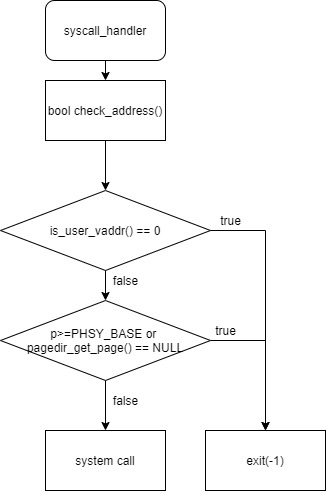 syscall_handler
bool check_address()
is_user_vaddr() == 0
true
false
p>=PHSY_BASE or
pagedir_get_page() == NULL
true
false
system call
exit(-1)